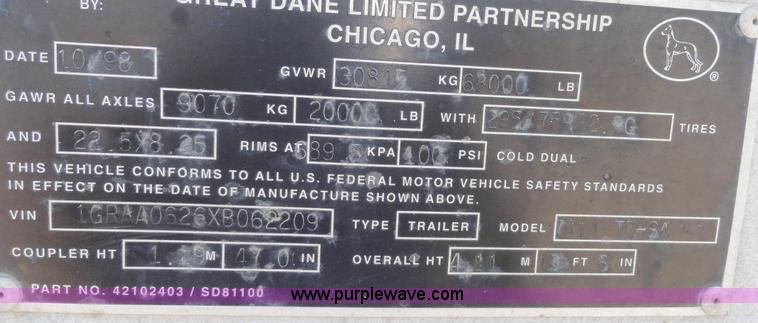 BY:
GREAT DANE LIMITED PARTNERSHIP
CHICAGO, IL
DATE 10/98 GVWR KG 68000 LB
GAWR ALL AXLES 9070 KG 20000 LB WITH TIRES
AND 22.5X8.25 RIMS AT KPA PSI COLD DUAL
THIS VEHICLE CONFORMS TO ALL U.S. FEDERAL MOTOR VEHICLE SAFETY STANDARDS
IN EFFECT ON THE DATE OF MANUFACTURE SHOWN ABOVE.
VIN 1GRAA0626XB062209 TYPE TRAILER MODEL
COUPLER HT M IN OVERALL HT M FT IN
PART NO. 42102403 / SD81100
www.purplewave.com
®